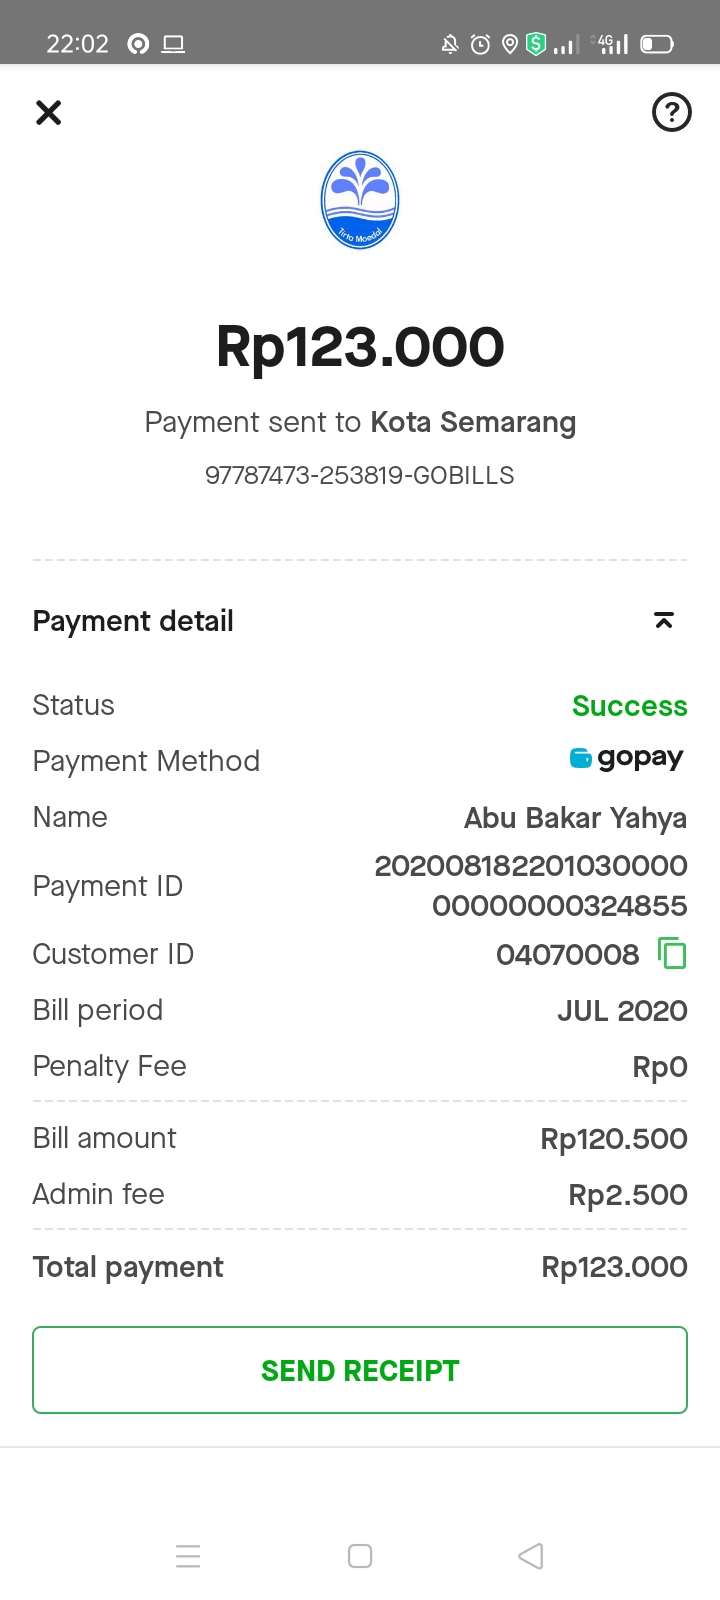 22:02
4G
Tirta Moedal
Rp123.000
Payment sent to Kota Semarang
97787473-253819-GOBILLS
Payment detail
Status Success
Payment Method gopay
Name Abu Bakar Yahya
Payment ID 202008182201030000
00000000324855
Customer ID 04070008
Bill period JUL 2020
Penalty Fee Rp0
Bill amount Rp120.500
Admin fee Rp2.500
Total payment Rp123.000
SEND RECEIPT